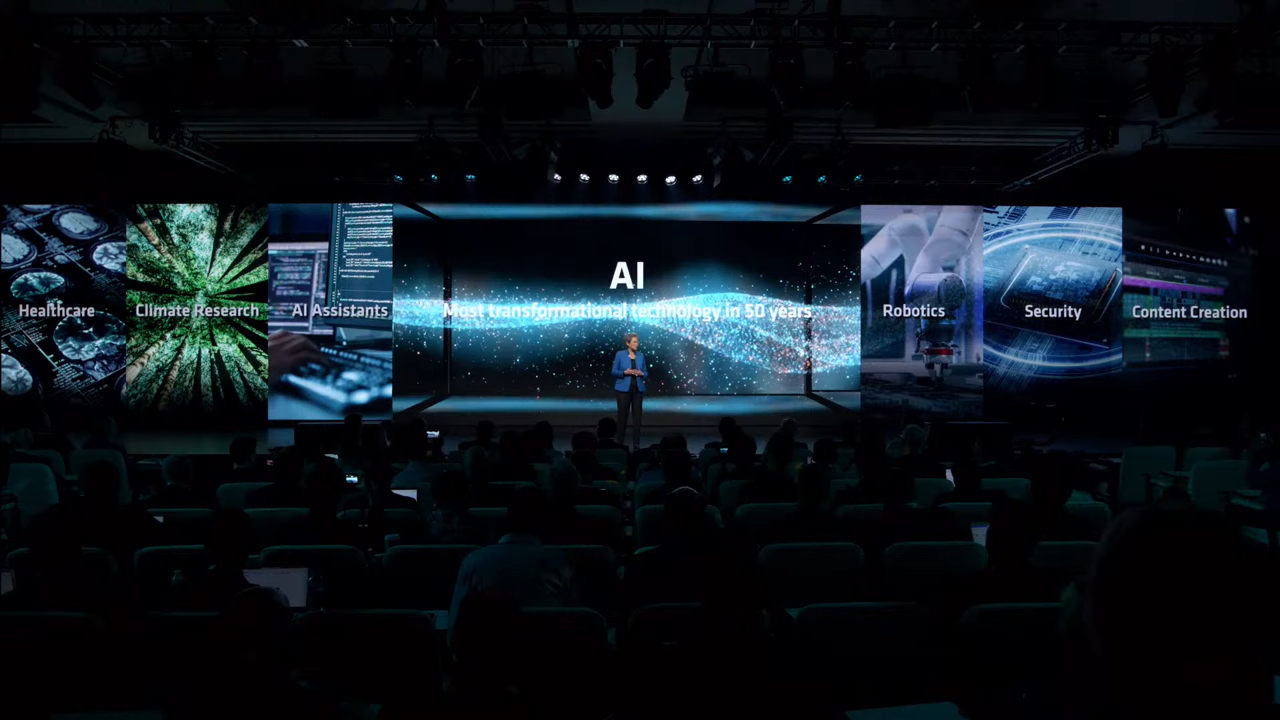 AI
Most transformational technology in 50 years
Healthcare
Climate Research
AI Assistants
Robotics
Security
Content Creation